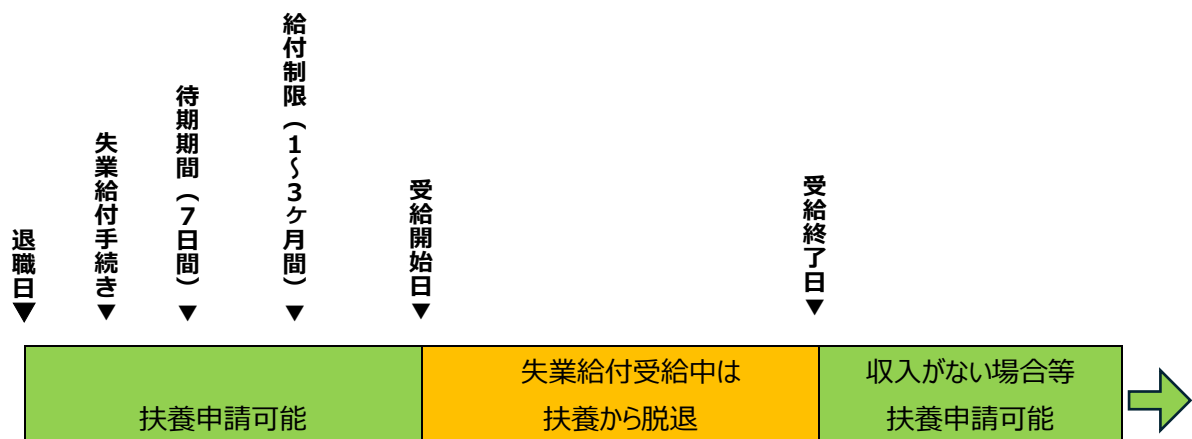 退職日▼
失業給付手続き▼
待期期間（7日間）▼
給付制限（1～3ヶ月間）▼
受給開始日▼
受給終了日▼
扶養申請可能
失業給付受給中は
扶養から脱退
収入がない場合等
扶養申請可能